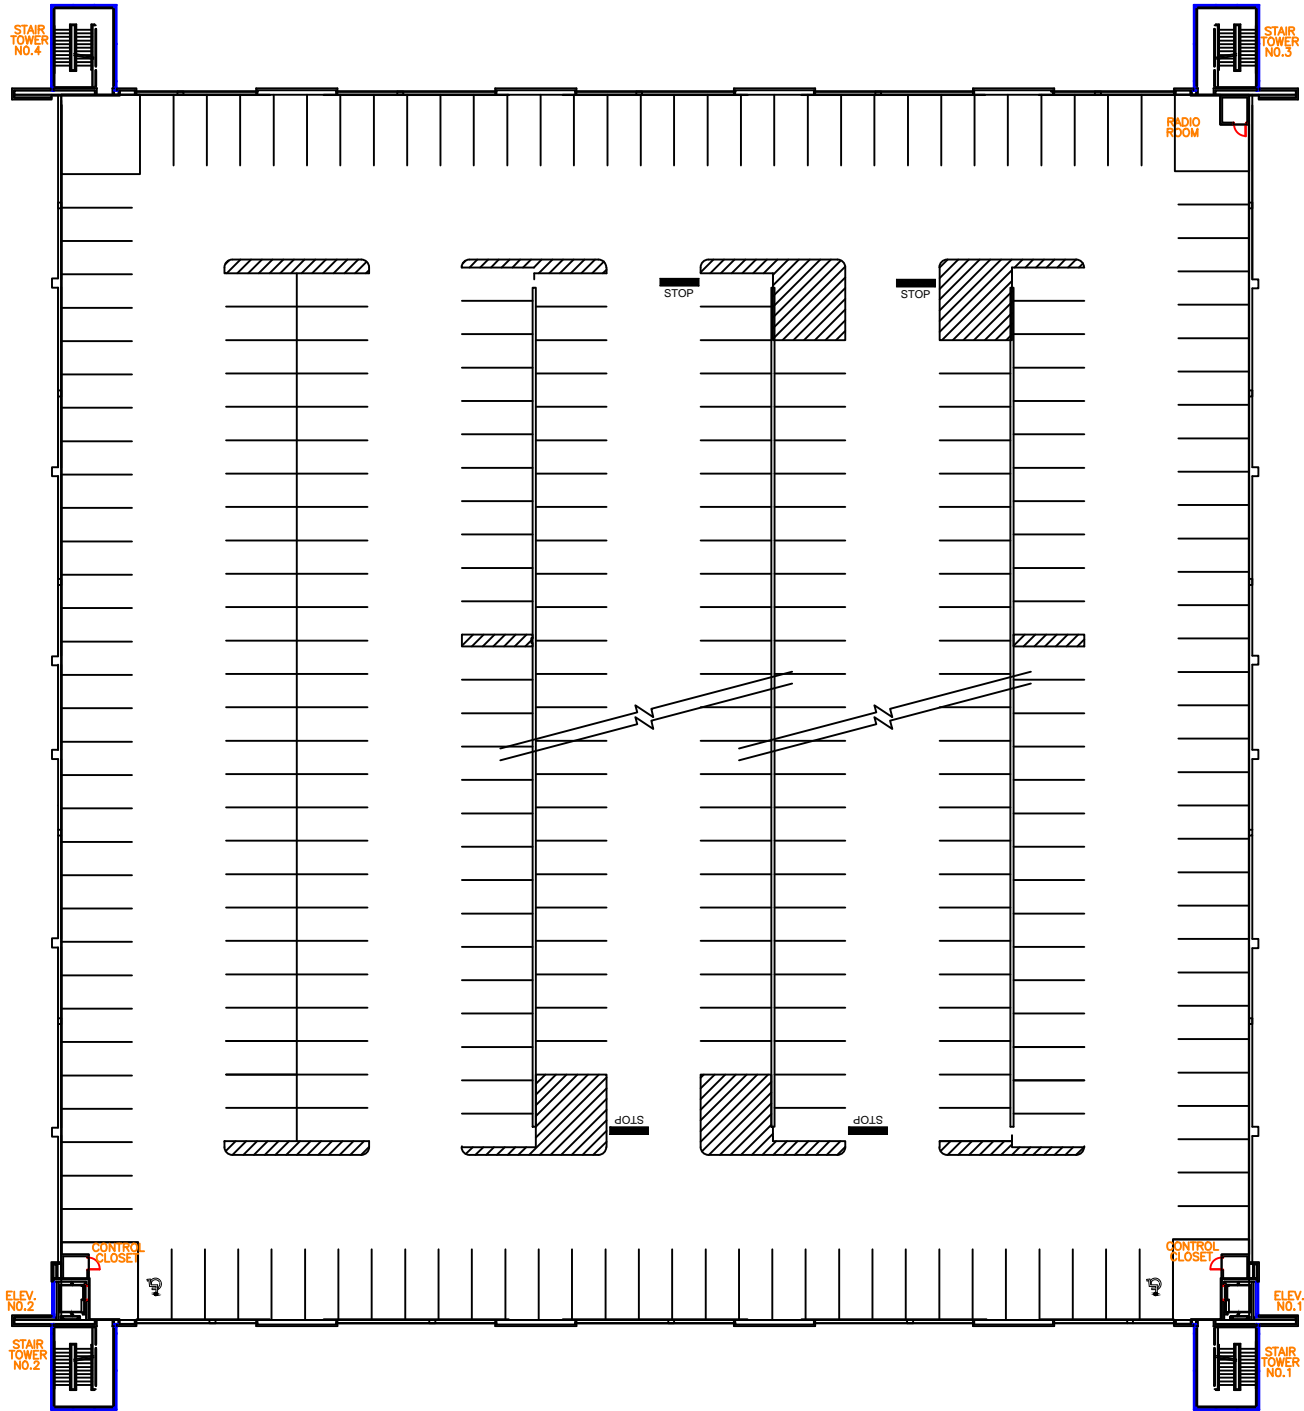 STAIR
TOWER
NO.4
STAIR
TOWER
NO.3
RADIO
ROOM
STOP
STOP
STOP
STOP
CONTROL
CLOSET
CONTROL
CLOSET
ELEV.
NO.2
ELEV.
NO.1
STAIR
TOWER
NO.2
STAIR
TOWER
NO.1